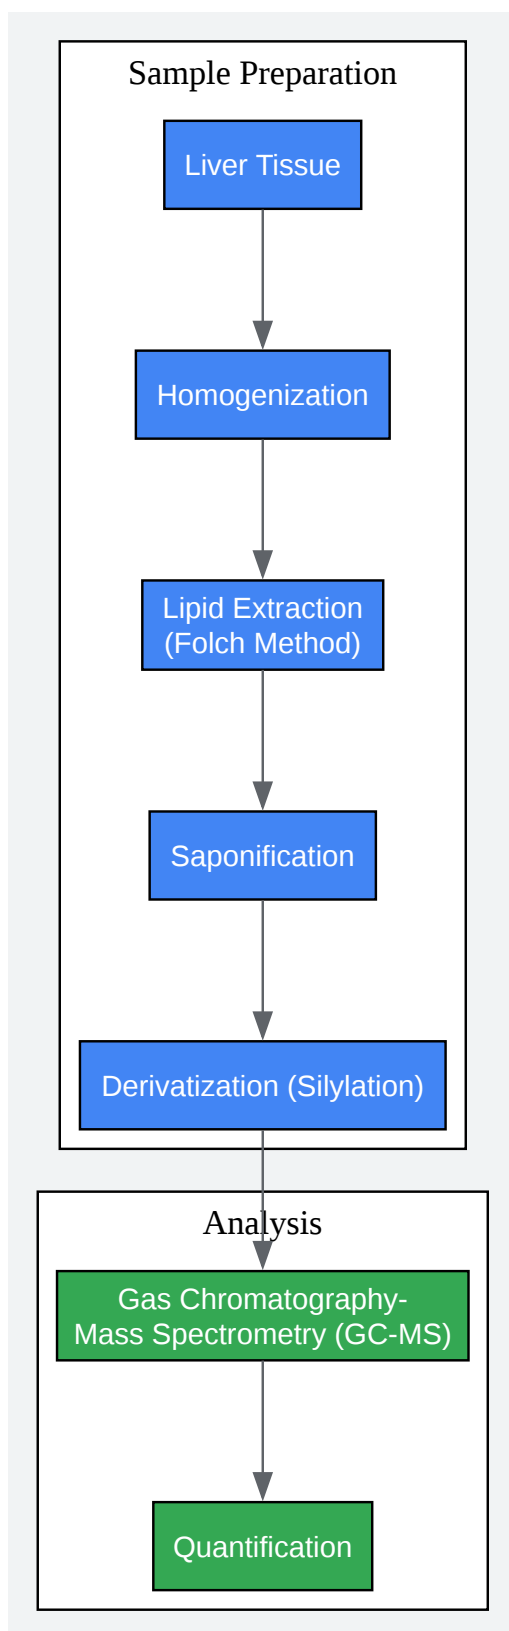 Sample Preparation
Liver Tissue
Homogenization
Lipid Extraction
(Folch Method)
Saponification
Derivatization (Silylation)
Analysis
Gas Chromatography-
Mass Spectrometry (GC-MS)
Quantification